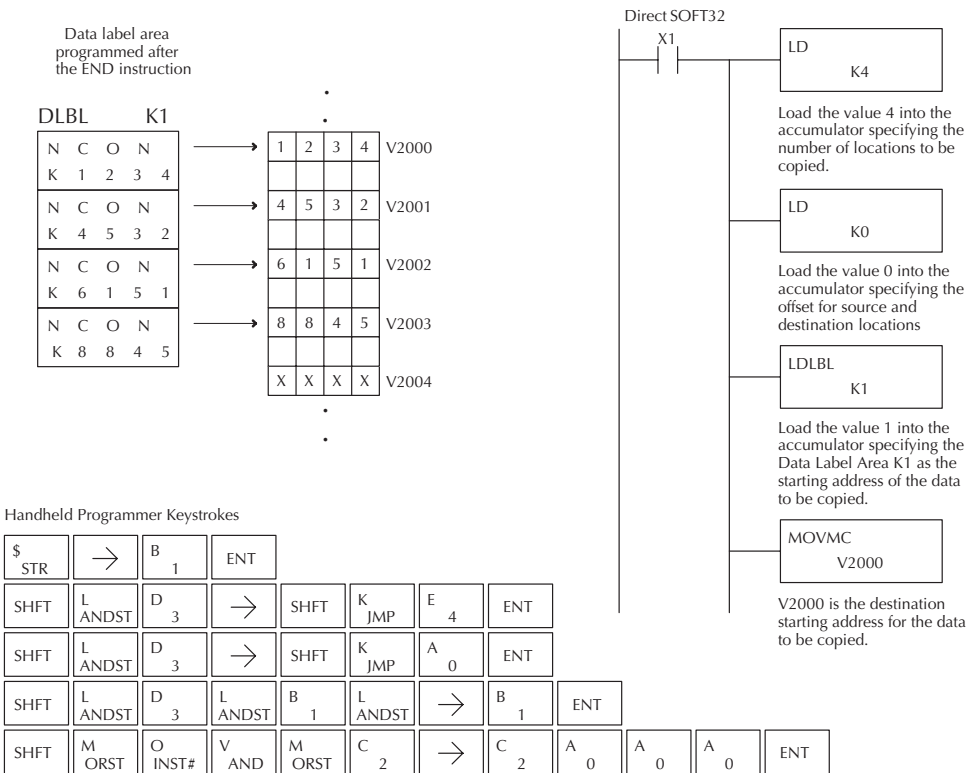 Data label area
programmed after
the END instruction
DLBL K1
N C O N
K 1 2 3 4
N C O N
K 4 5 3 2
N C O N
K 6 1 5 1
N C O N
K 8 8 4 5
1 2 3 4 V2000
4 5 3 2 V2001
6 1 5 1 V2002
8 8 4 5 V2003
X X X X V2004
Direct SOFT32
X1
LD
K4
Load the value 4 into the
accumulator specifying the
number of locations to be
copied.
LD
K0
Load the value 0 into the
accumulator specifying the
offset for source and
destination locations
LDLBL
K1
Load the value 1 into the
accumulator specifying the
Data Label Area K1 as the
starting address of the data
to be copied.
MOVMC
V2000
V2000 is the destination
starting address for the data
to be copied.
Handheld Programmer Keystrokes
$ STR → B 1 ENT
SHFT L ANDST D 3 → SHFT K JMP E 4 ENT
SHFT L ANDST D 3 → SHFT K JMP A 0 ENT
SHFT L ANDST D 3 L ANDST B 1 L ANDST → B 1 ENT
SHFT M ORST O INST# V AND M ORST C 2 → C 2 A 0 A 0 A 0 ENT